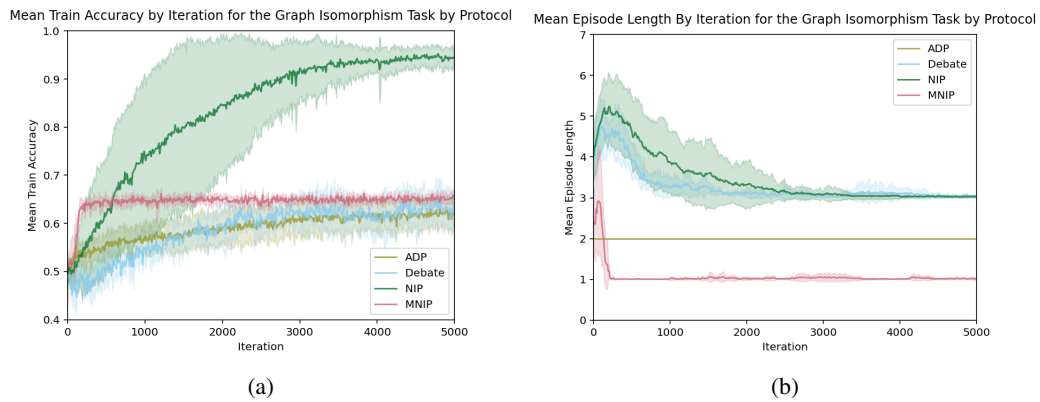 Mean Train Accuracy by Iteration for the Graph Isomorphism Task by Protocol
1.0
0.9
0.8
0.7
0.6
0.5
0.4
Mean Train Accuracy
0
1000
2000
3000
4000
5000
Iteration
ADP
Debate
NIP
MNIP
(a)
Mean Episode Length By Iteration for the Graph Isomorphism Task by Protocol
7
6
5
4
3
2
1
0
Mean Episode Length
0
1000
2000
3000
4000
5000
Iteration
ADP
Debate
NIP
MNIP
(b)